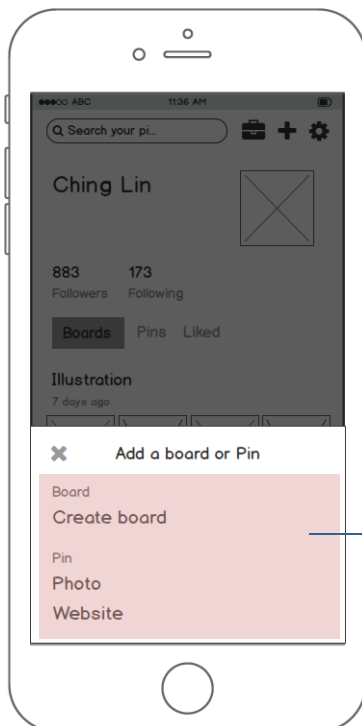 ABC 11:36 AM
Search your pi...
Ching Lin
883 173
Followers Following
Boards Pins Liked
Illustration
7 days ago
Add a board or Pin
Board
Create board
Pin
Photo
Website